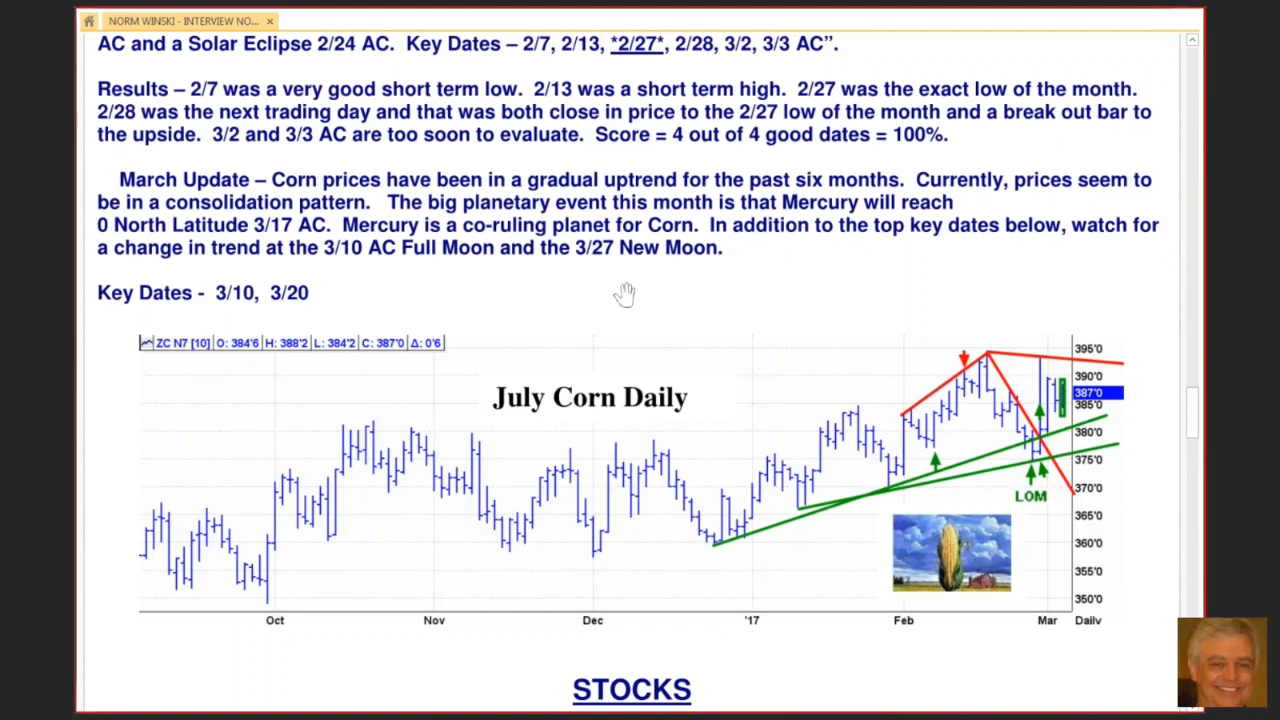 NORM WINSKI - INTERVIEW NO...
AC and a Solar Eclipse 2/24 AC. Key Dates – 2/7, 2/13, *2/27*, 2/28, 3/2, 3/3 AC”.
Results – 2/7 was a very good short term low. 2/13 was a short term high. 2/27 was the exact low of the month.
2/28 was the next trading day and that was both close in price to the 2/27 low of the month and a break out bar to
the upside. 3/2 and 3/3 AC are too soon to evaluate. Score = 4 out of 4 good dates = 100%.
March Update – Corn prices have been in a gradual uptrend for the past six months. Currently, prices seem to
be in a consolidation pattern. The big planetary event this month is that Mercury will reach
0 North Latitude 3/17 AC. Mercury is a co-ruling planet for Corn. In addition to the top key dates below, watch for
a change in trend at the 3/10 AC Full Moon and the 3/27 New Moon.
Key Dates - 3/10, 3/20
ZC N7 [10] O: 384'6 H: 388'2 L: 384'2 C: 387'0 Δ: 0'6
July Corn Daily
395'0
390'0
387'0
385'0
380'0
375'0
370'0
365'0
360'0
355'0
350'0
LOM
Oct Nov Dec '17 Feb Mar Daily
STOCKS